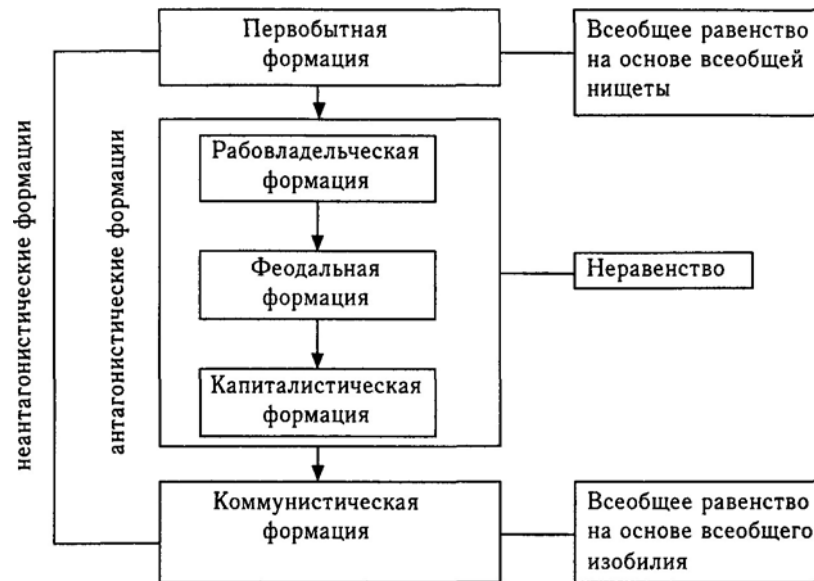 Первобытная
формация
Всеобщее равенство
на основе всеобщей
нищеты
неантагонистические формации
антагонистические формации
Рабовладельческая
формация
Феодальная
формация
Неравенство
Капиталистическая
формация
Коммунистическая
формация
Всеобщее равенство
на основе всеобщего
изобилия